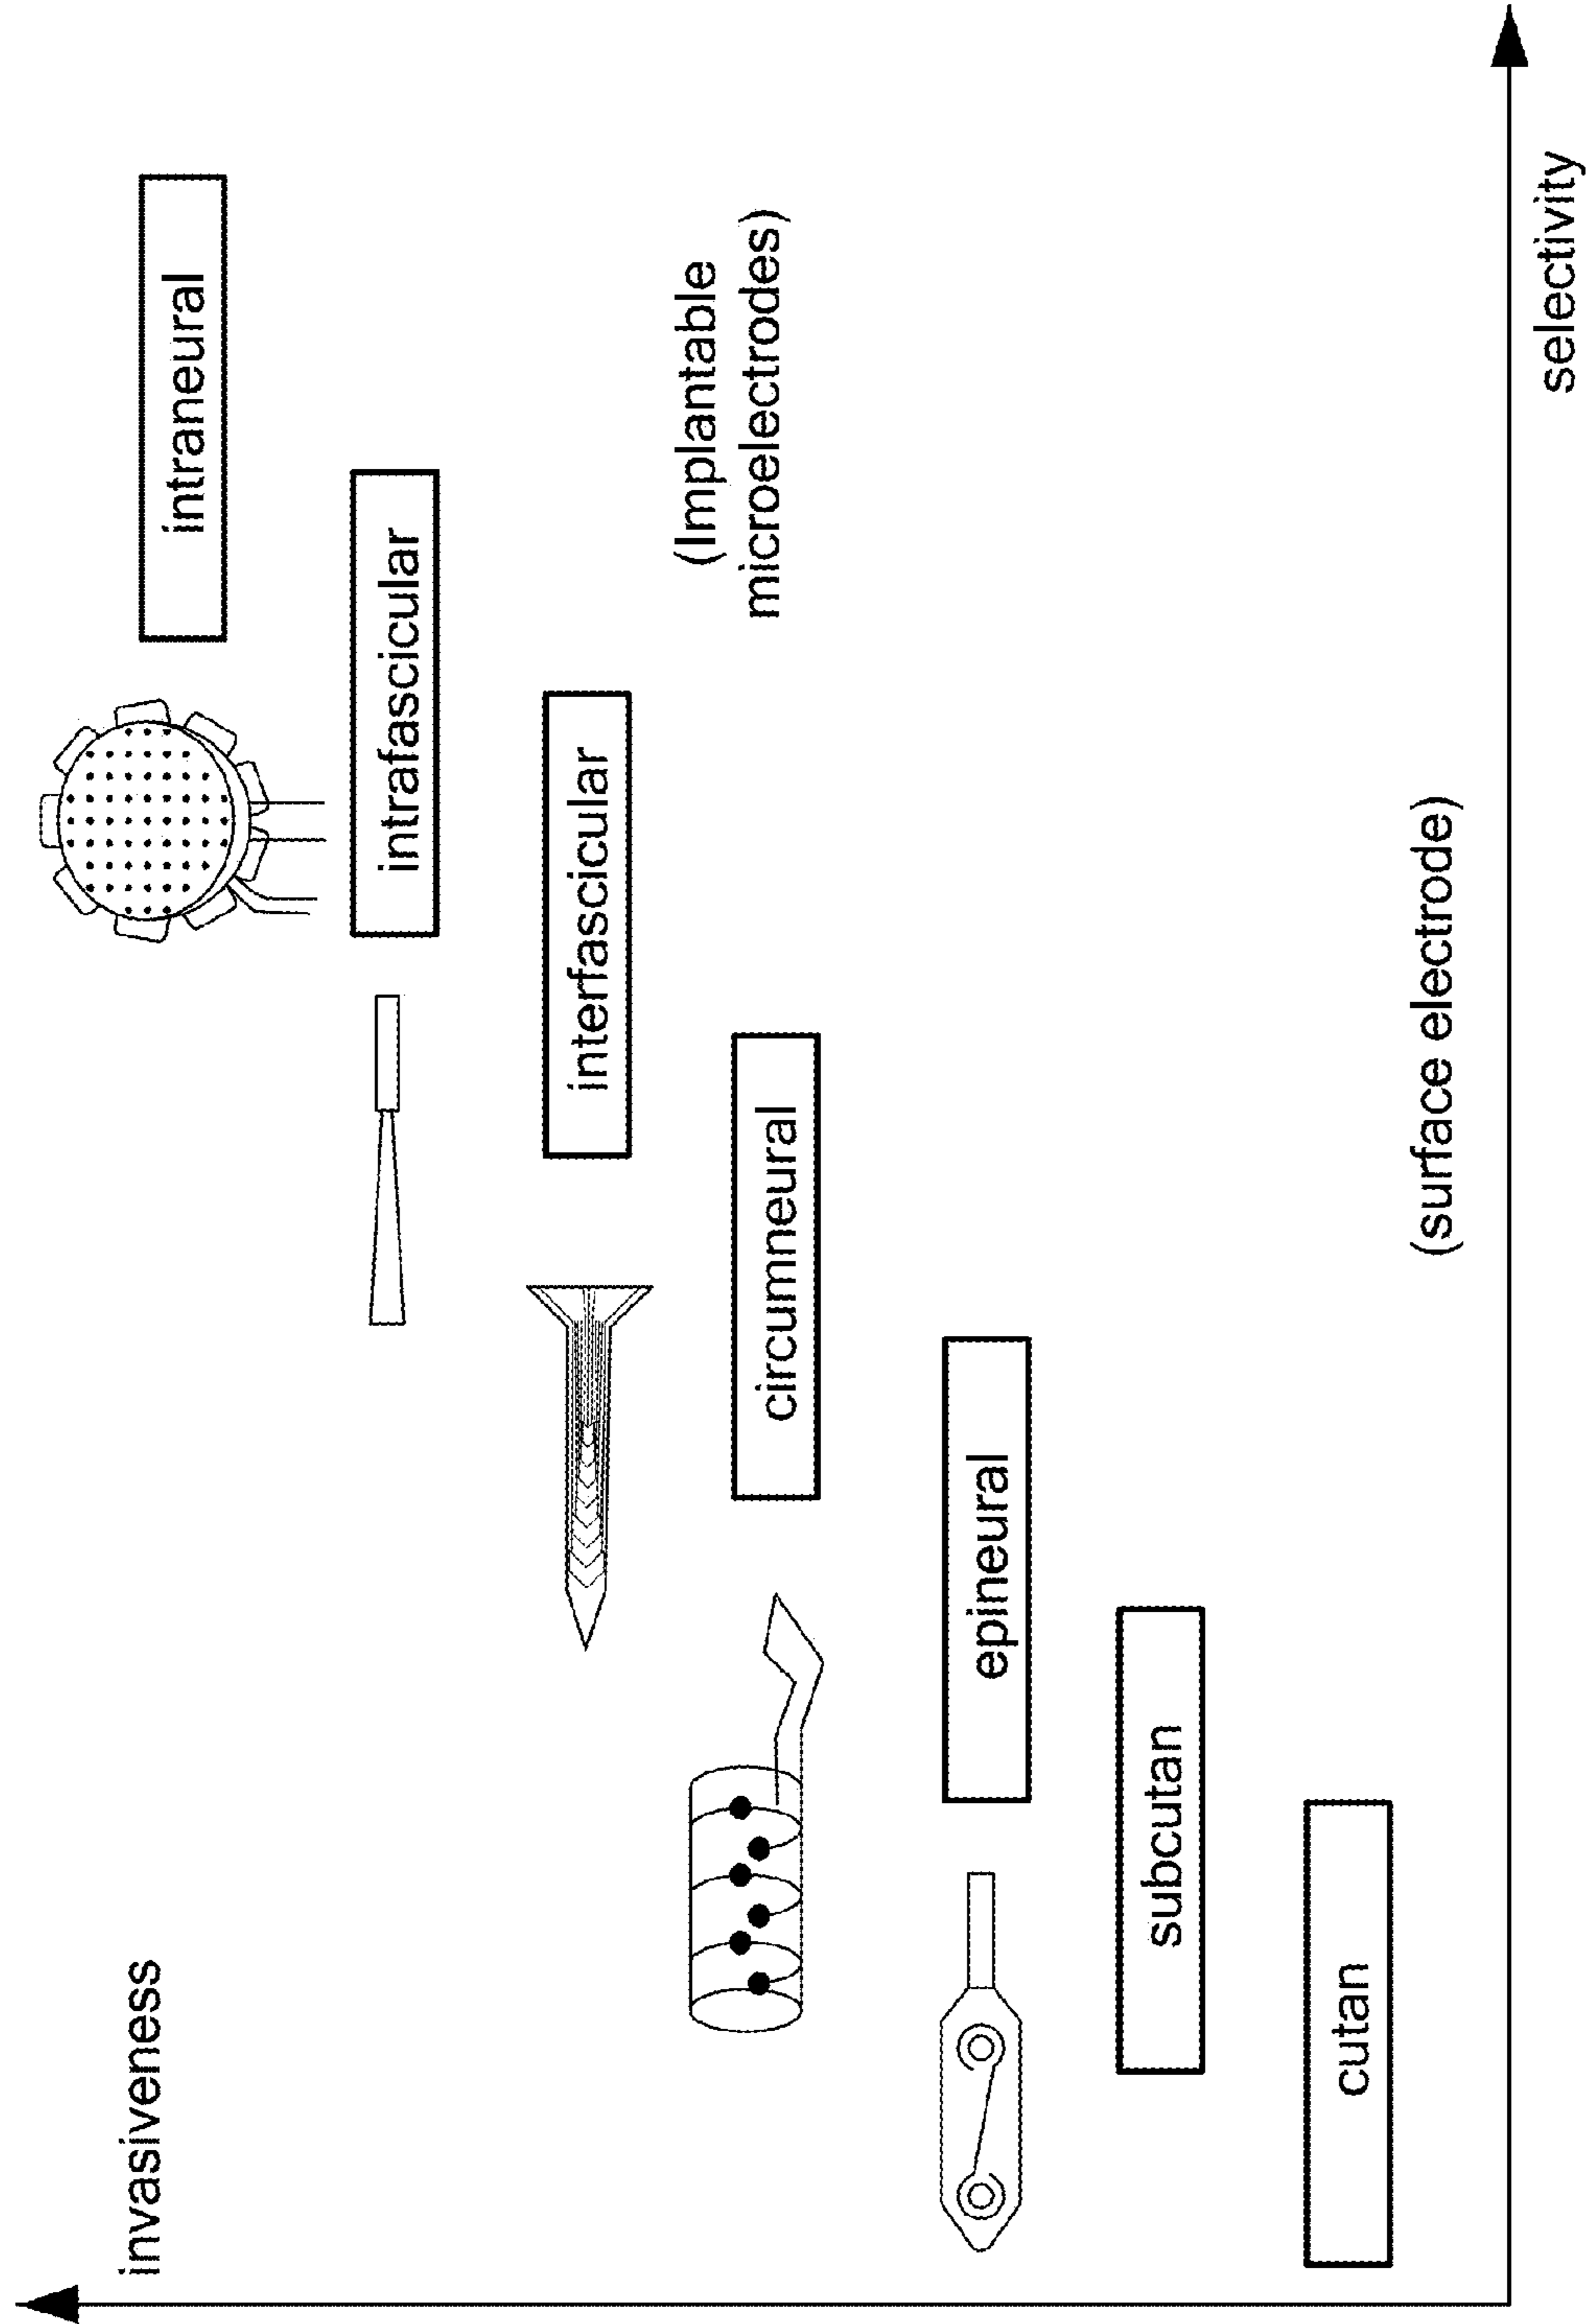 invasiveness
intraneural
intrafascicular
interfascicular
(Implantable
microelectrodes)
circumneural
epineural
subcutan
cutan
(surface electrode)
selectivity